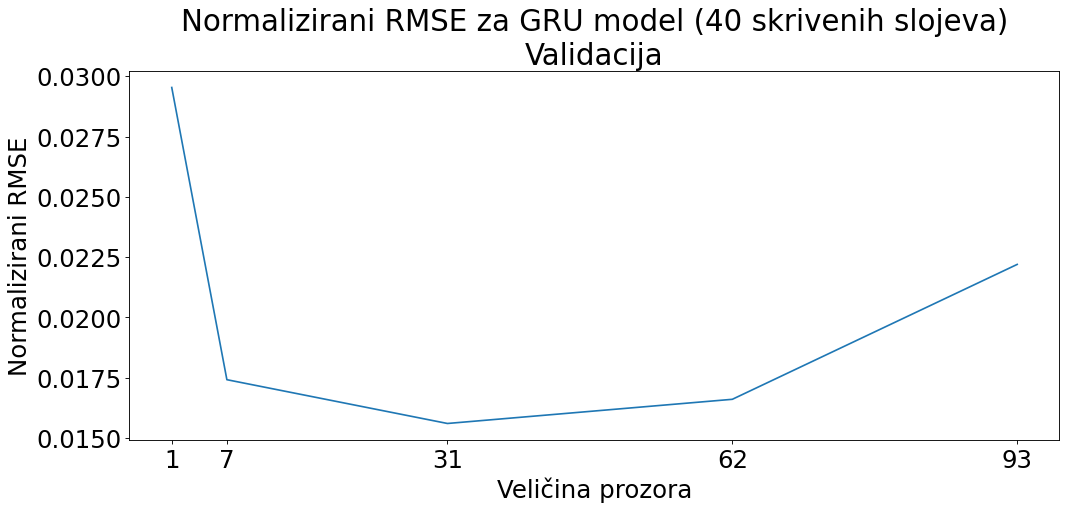 Normalizirani RMSE za GRU model (40 skrivenih slojeva)
Validacija
Normalizirani RMSE
0.0300
0.0275
0.0250
0.0225
0.0200
0.0175
0.0150
1 7 31 62 93
Veličina prozora